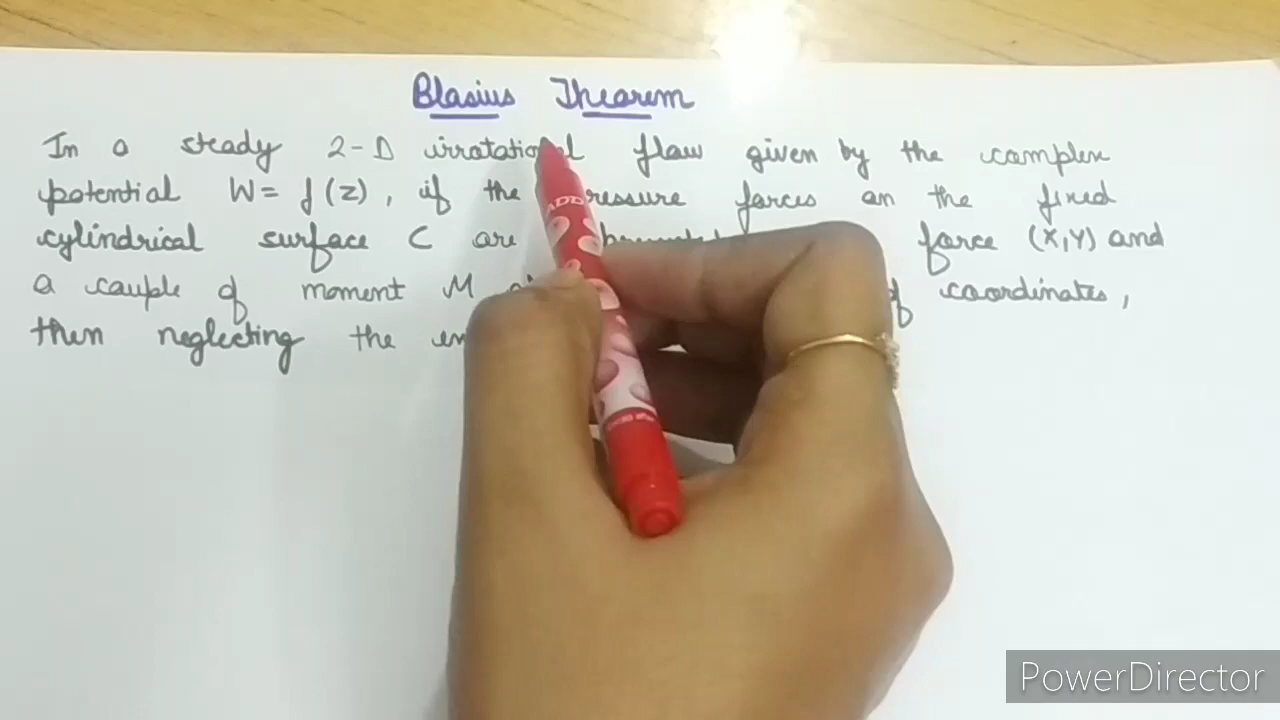 Blasius Theorem
In a steady 2-D irrotational flow given by the complex
potential W = f(z), if the pressure forces on the fixed
cylindrical surface C are force (X,Y) and
a couple of moment M of coordinates,
then neglecting the
PowerDirector